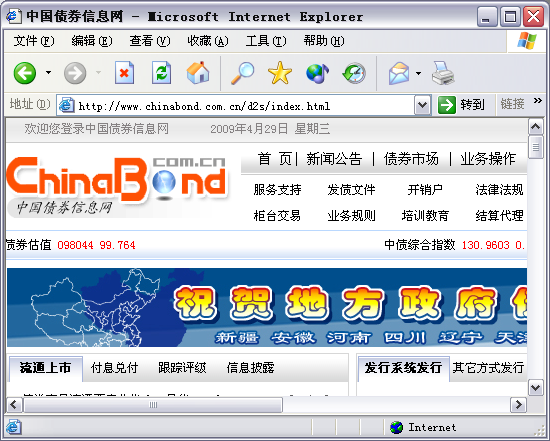 中国债券信息网 - Microsoft Internet Explorer
文件(F) 编辑(E) 查看(V) 收藏(A) 工具(T) 帮助(H)
地址(D) http://www.chinabond.com.cn/d2s/index.html 转到 链接 »
欢迎您登录中国债券信息网 2009年4月29日 星期三
首 页 | 新闻公告 | 债券市场 | 业务操作
com.cn
ChinaBond
中国债券信息网
服务支持 发债文件 开销户 法律法规
柜台交易 业务规则 培训教育 结算代理
债券估值 098044 99.764 中债综合指数 130.9603 0.
祝贺地方政府
新疆 安徽 河南 四川 辽宁 天津
流通上市 付息兑付 跟踪评级 信息披露 发行系统发行 其它方式发行
Internet